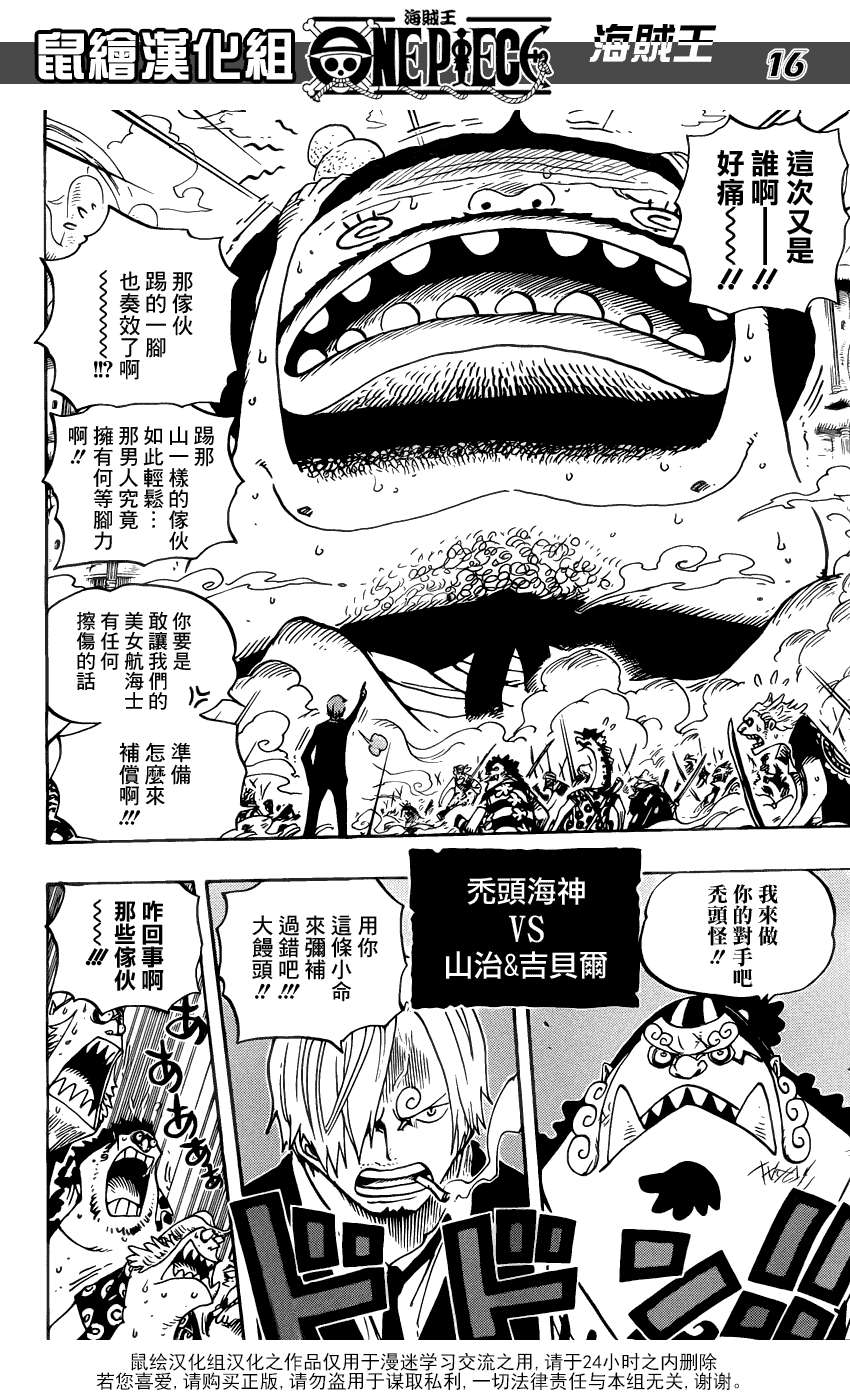 鼠繪漢化組
海賊王
ONE PIECE
海賊王
16
這次又是
誰啊——!!
好痛
~~~~!!
那傢伙
踢的一腳
也奏效了啊
~~~~~~!!?
踢那
山一樣的傢伙
如此輕鬆…
那男人究竟
擁有何等腳力
啊!!
你要是
敢讓我們的
美女航海士
有任何
擦傷的話
準備
怎麼來
補償啊!!!
我來做
你的對手吧
禿頭怪!!
禿頭海神
VS
山治&吉貝爾
用你
這條小命
來彌補
過錯吧!!!
大饅頭!!
咋回事啊
那些傢伙
~~~!!!
あああぁぁる
ドドン
鼠绘汉化组汉化之作品仅用于漫迷学习交流之用, 请于24小时之内删除
若您喜爱, 请购买正版, 请勿盗用于谋取私利, 一切法律责任与本组无关, 谢谢。